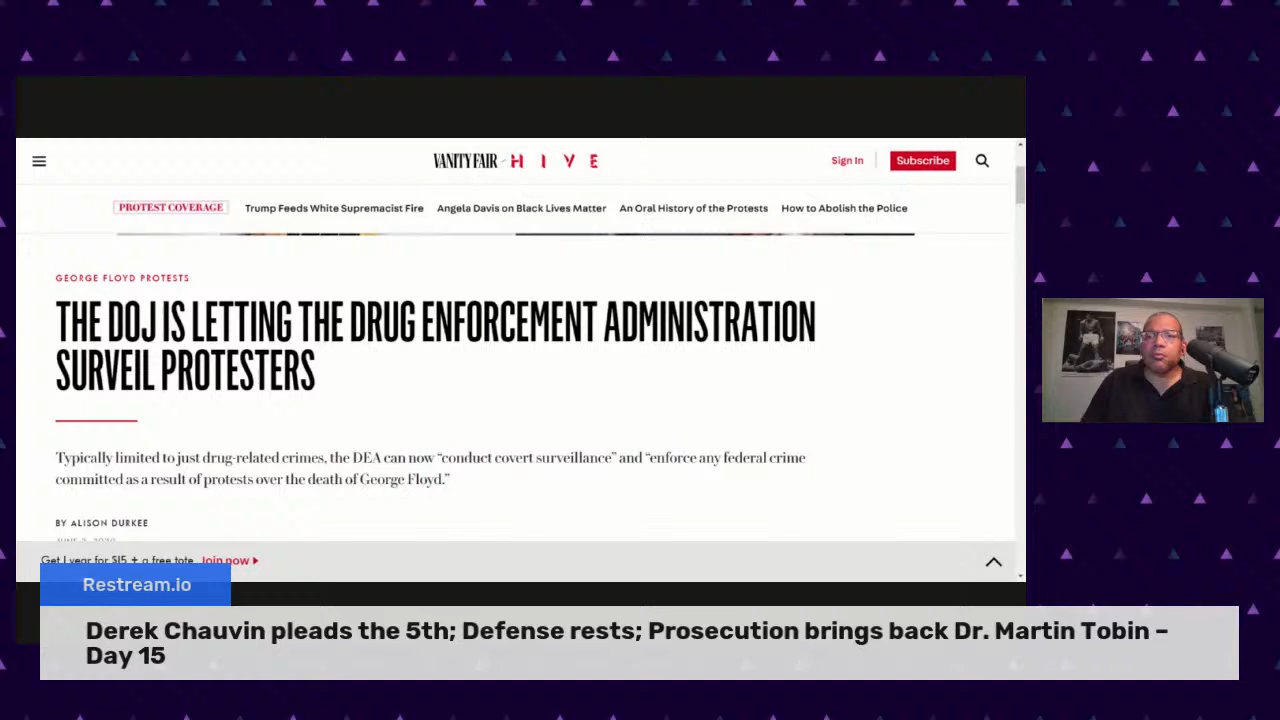 VANITY FAIR HIVE
Sign In
Subscribe
PROTEST COVERAGE Trump Feeds White Supremacist Fire Angela Davis on Black Lives Matter An Oral History of the Protests How to Abolish the Police
GEORGE FLOYD PROTESTS
THE DOJ IS LETTING THE DRUG ENFORCEMENT ADMINISTRATION
SURVEIL PROTESTERS
Typically limited to just drug-related crimes, the DEA can now “conduct covert surveillance” and “enforce any federal crime
committed as a result of protests over the death of George Floyd.”
BY ALISON DURKEE
Get 1 year for $15 + a free tote. Join now
Restream.io
Derek Chauvin pleads the 5th; Defense rests; Prosecution brings back Dr. Martin Tobin –
Day 15